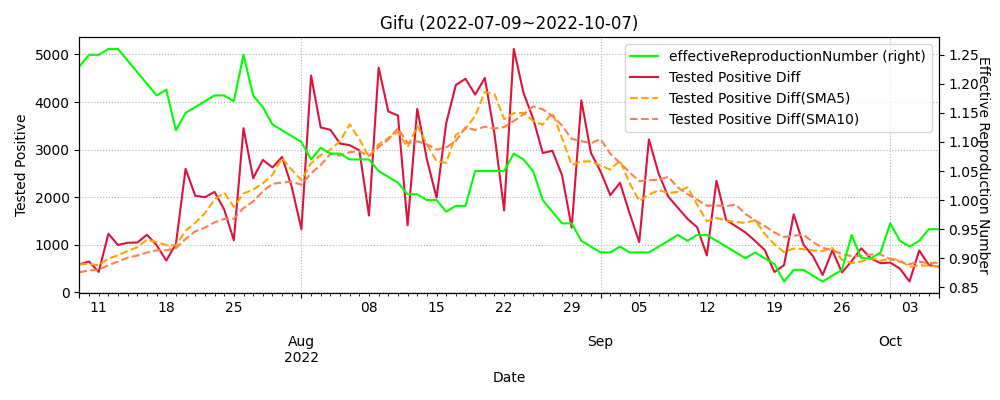 Gifu (2022-07-09~2022-10-07)
effectiveReproductionNumber (right)
Tested Positive Diff
Tested Positive Diff(SMA5)
Tested Positive Diff(SMA10)
Tested Positive
5000
4000
3000
2000
1000
0
Effective Reproduction Number
1.25
1.20
1.15
1.10
1.05
1.00
0.95
0.90
0.85
11 18 25 08 15 22 29 05 12 19 26 03
Aug Sep Oct
2022
Date